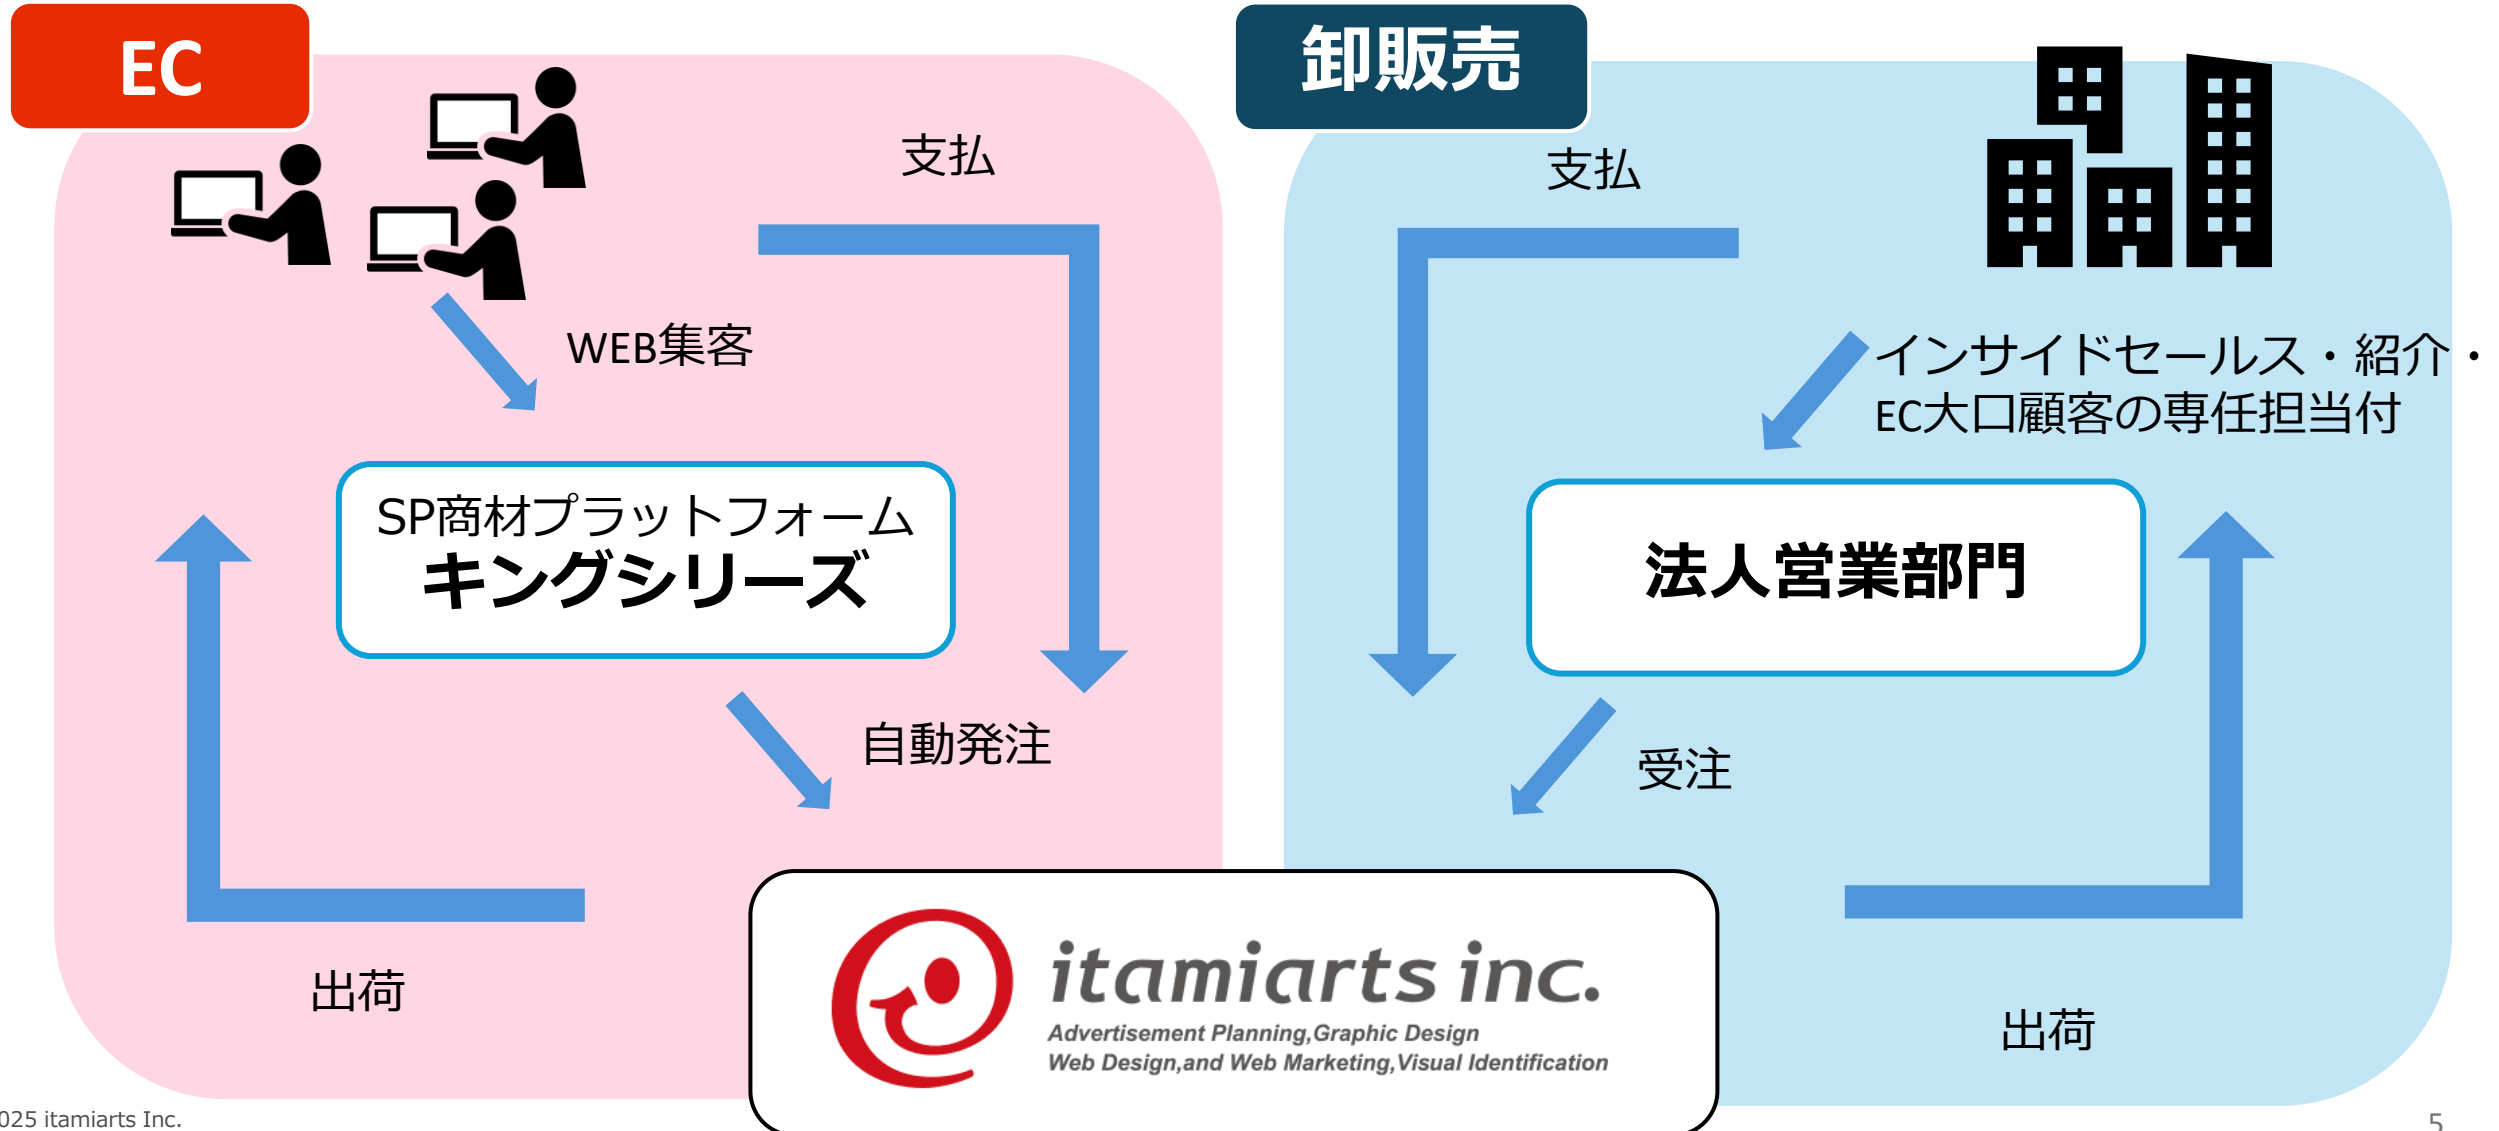 EC
支払
WEB集客
SP商材プラットフォーム
キングシリーズ
自動発注
出荷
卸販売
支払
インサイドセールス・紹介・
EC大口顧客の専任担当付
法人営業部門
受注
出荷
itamiarts inc.
Advertisement Planning,Graphic Design
Web Design,and Web Marketing,Visual Identification
025 itamiarts Inc.
5